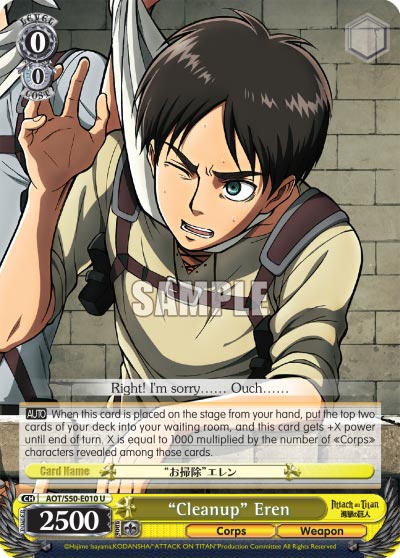 LEVEL
0
0
COST
SAMPLE
Right! I'm sorry…… Ouch……
AUTO When this card is placed on the stage from your hand, put the top two
cards of your deck into your waiting room, and this card gets +X power
until end of turn. X is equal to 1000 multiplied by the number of «Corps»
characters revealed among those cards.
Card Name
“お掃除”エレン
CH AOT/S50-E010 U
POWER 2500 SOUL
“Cleanup” Eren
Attack on Titan
進撃の巨人
Corps Weapon
©Hajime Isayama,KODANSHA/"ATTACK ON TITAN"Production Committee. All Rights Reserved.